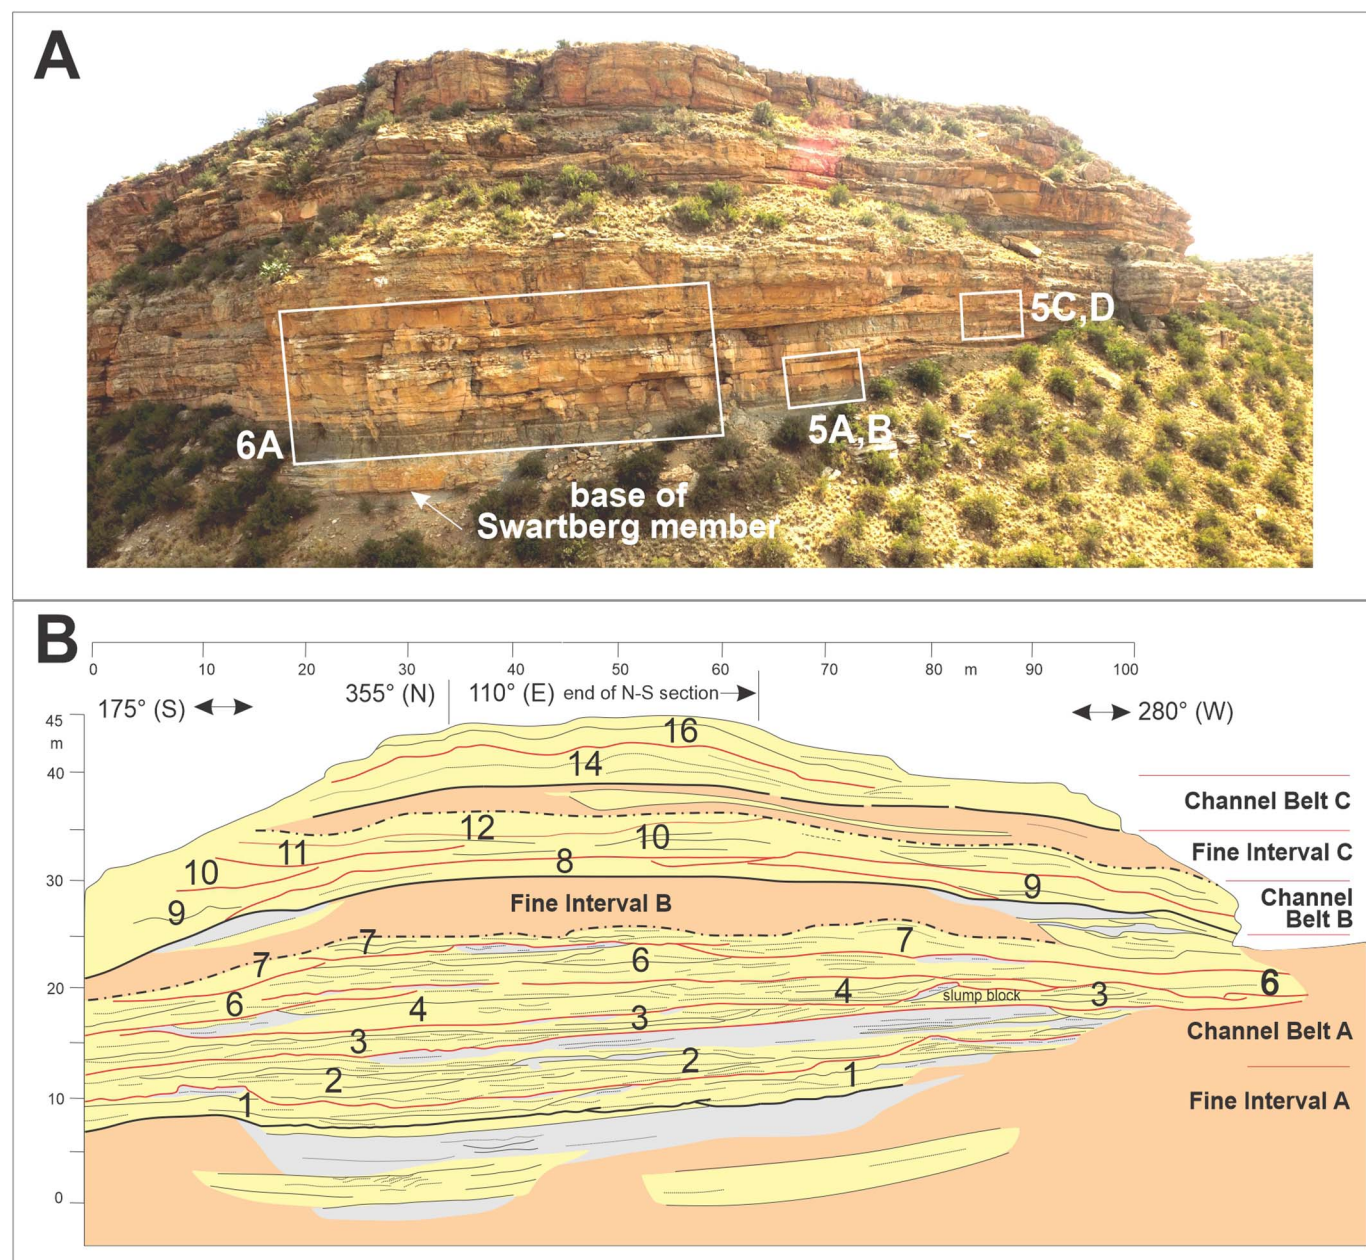 A
6A
5A,B
5C,D
base of
Swartberg member
B
0 10 20 30 40 50 60 70 80 m 90 100
175° (S)
355° (N)
110° (E) end of N-S section
280° (W)
45
m
40
30
20
10
0
16
14
12
10
11
10
8
9
9
Fine Interval B
7
7
7
6
6
6
4
4
slump block
3
3
3
2
2
1
1
Channel Belt C
Fine Interval C
Channel
Belt B
Channel Belt A
Fine Interval A